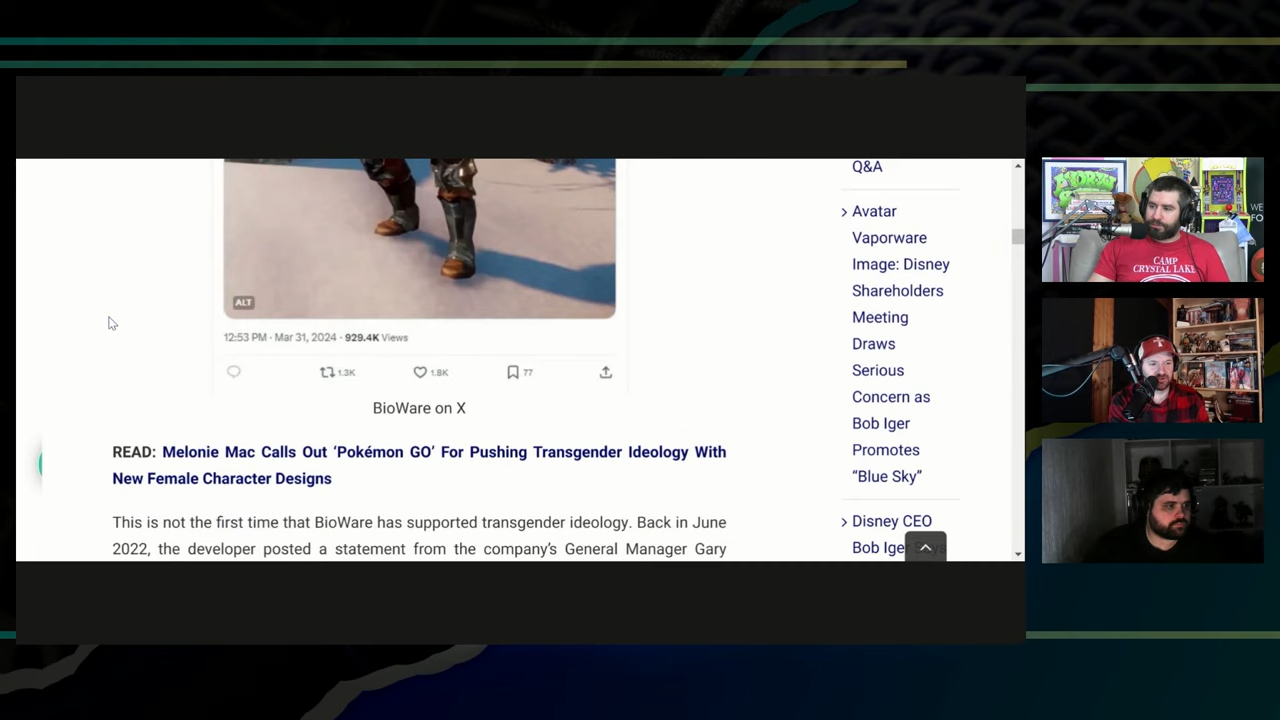 ALT
12:53 PM · Mar 31, 2024 · 929.4K Views
1.3K 1.8K 77
BioWare on X
READ: Melonie Mac Calls Out ‘Pokémon GO’ For Pushing Transgender Ideology With
New Female Character Designs
This is not the first time that BioWare has supported transgender ideology. Back in June
2022, the developer posted a statement from the company’s General Manager Gary
Q&A
Avatar
Vaporware
Image: Disney
Shareholders
Meeting
Draws
Serious
Concern as
Bob Iger
Promotes
“Blue Sky”
Disney CEO
Bob Iger
CAMP
CRYSTAL LAKE
WE
FO